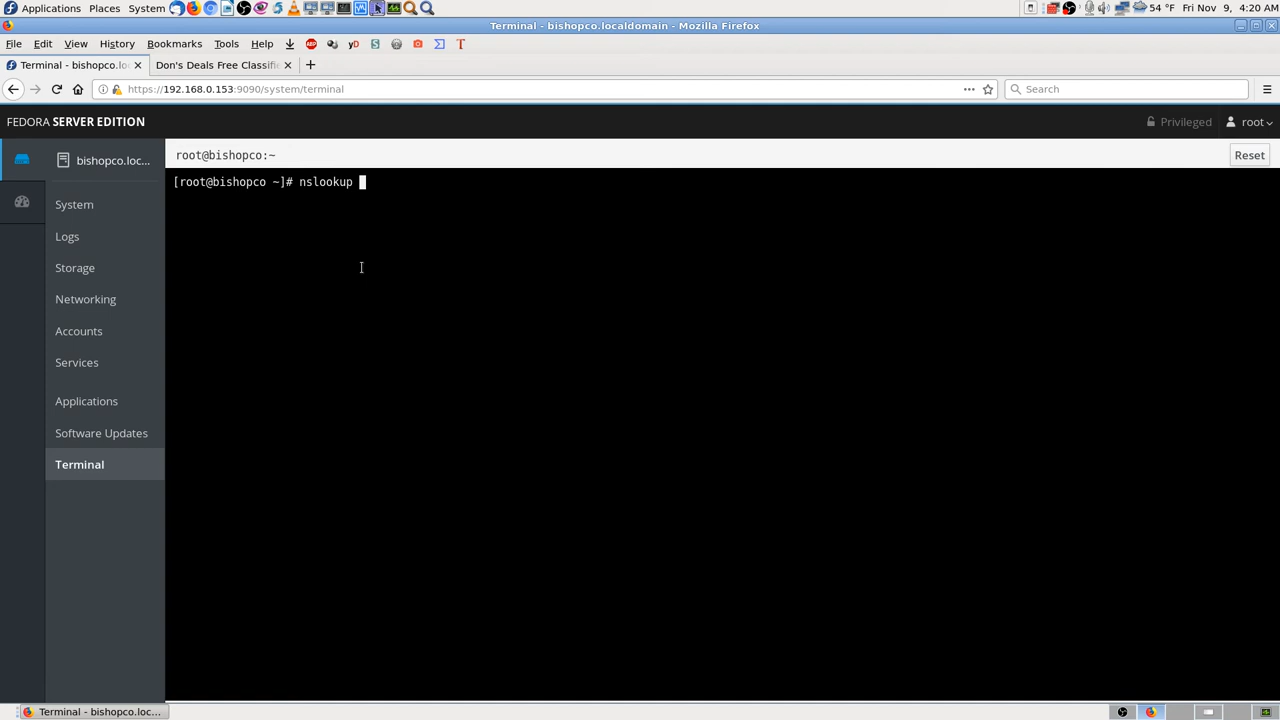 Applications Places System 54 °F Fri Nov 9, 4:20 AM
Terminal - bishopco.localdomain - Mozilla Firefox
File Edit View History Bookmarks Tools Help
Terminal - bishopco.lo Don's Deals Free Classifi
https://192.168.0.153:9090/system/terminal Search
FEDORA SERVER EDITION Privileged root
bishopco.loc...
root@bishopco:~ Reset
[root@bishopco ~]# nslookup
System
Logs
Storage
Networking
Accounts
Services
Applications
Software Updates
Terminal
Terminal - bishopco.loc...